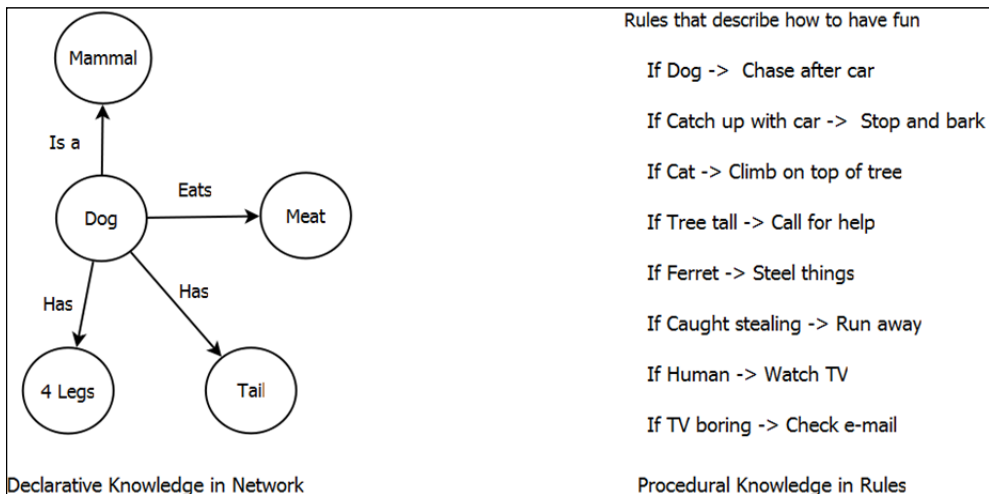 Mammal
Is a
Dog
Eats
Meat
Has
Has
4 Legs
Tail
Declarative Knowledge in Network
Rules that describe how to have fun
If Dog -> Chase after car
If Catch up with car -> Stop and bark
If Cat -> Climb on top of tree
If Tree tall -> Call for help
If Ferret -> Steel things
If Caught stealing -> Run away
If Human -> Watch TV
If TV boring -> Check e-mail
Procedural Knowledge in Rules